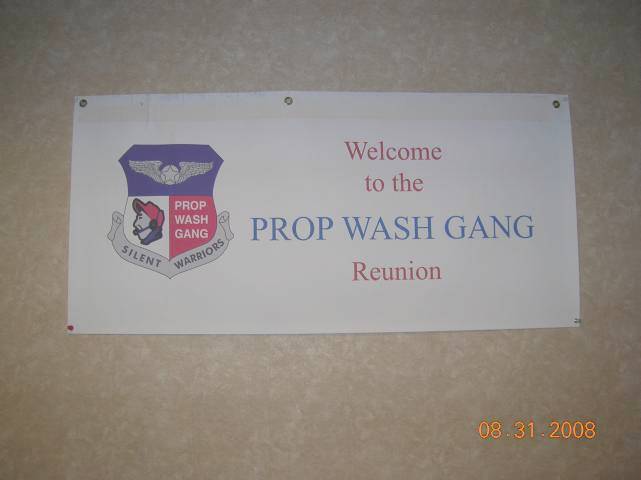 PROP
WASH
GANG
SILENT WARRIORS
Welcome
to the
PROP WASH GANG
Reunion
08.31.2008